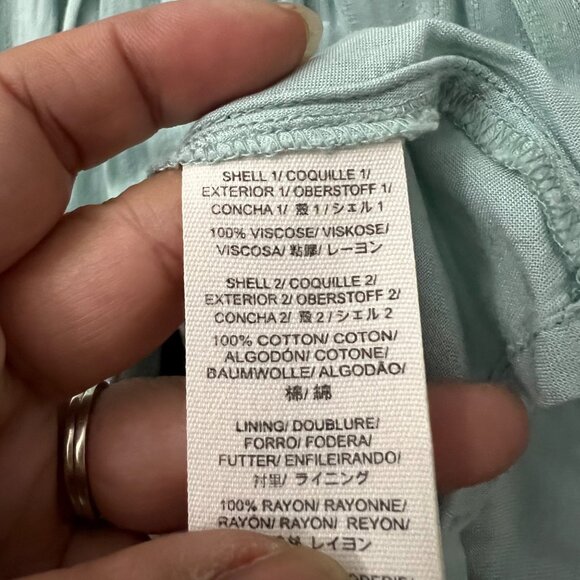 SHELL 1/ COQUILLE 1/
EXTERIOR 1/ OBERSTOFF 1/
CONCHA 1/ 殼 1 / シェル 1
100% VISCOSE/ VISKOSE/
VISCOSA/ 粘膠/ レーヨン
SHELL 2/ COQUILLE 2/
EXTERIOR 2/ OBERSTOFF 2/
CONCHA 2/ 殼 2 / シェル 2
100% COTTON/ COTON/
ALGODÓN/ COTONE/
BAUMWOLLE/ ALGODÃO/
棉/ 綿
LINING/ DOUBLURE/
FORRO/ FODERA/
FUTTER/ ENFILEIRANDO/
衬里/ ライニング
100% RAYON/ RAYONNE/
RAYÓN/ RAYON/ REYON/
レイヨン